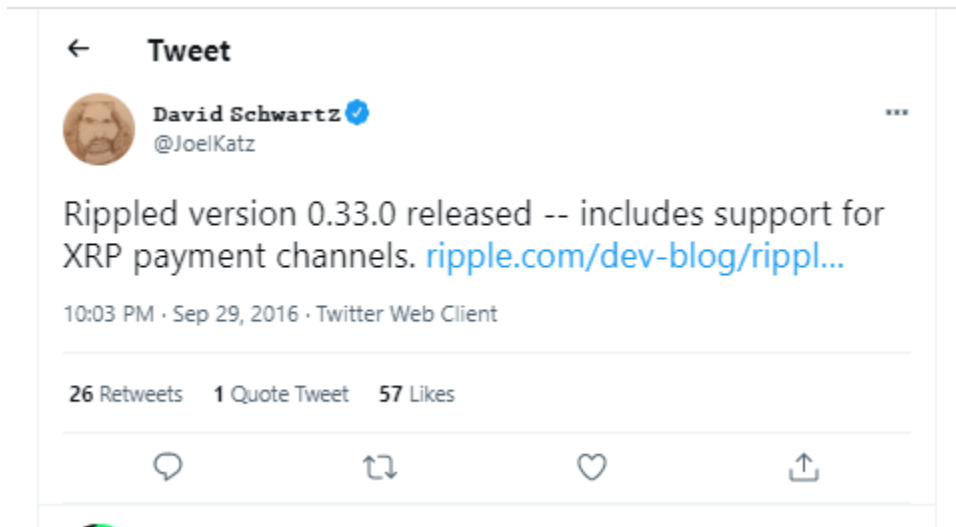 Tweet
David Schwartz
@JoelKatz
Rippled version 0.33.0 released -- includes support for
XRP payment channels. ripple.com/dev-blog/rippl...
10:03 PM · Sep 29, 2016 · Twitter Web Client
26 Retweets 1 Quote Tweet 57 Likes